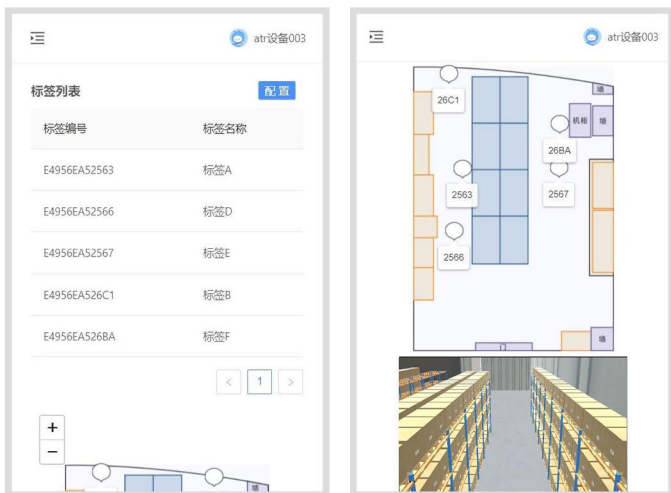 atr设备003
标签列表
配 置
标签编号 标签名称
E4956EA52563 标签A
E4956EA52566 标签D
E4956EA52567 标签E
E4956EA526C1 标签B
E4956EA526BA 标签F
< 1 >
+
−
墙
atr设备003
墙
26C1
机柜 墙
26BA
2563
2567
2566
墙
门